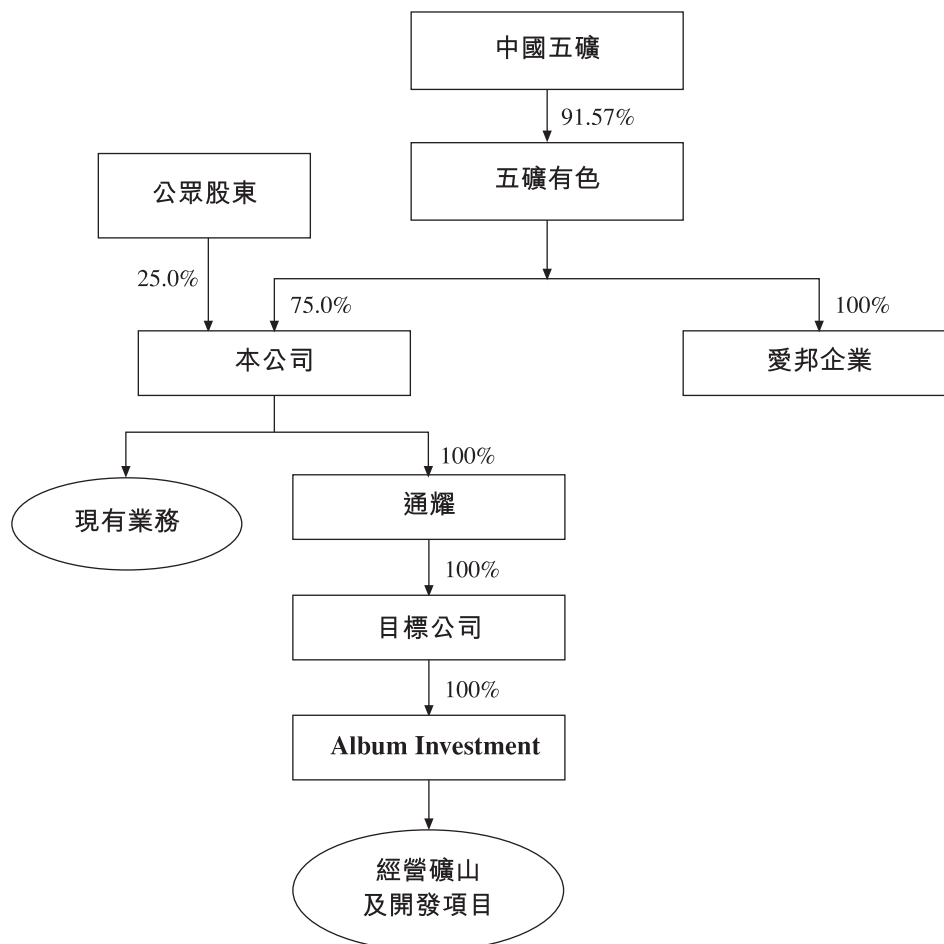 中國五礦
91.57%
五礦有色
公眾股東
25.0%
75.0%
100%
本公司
愛邦企業
100%
現有業務
通耀
100%
目標公司
100%
Album Investment
經營礦山
及開發項目